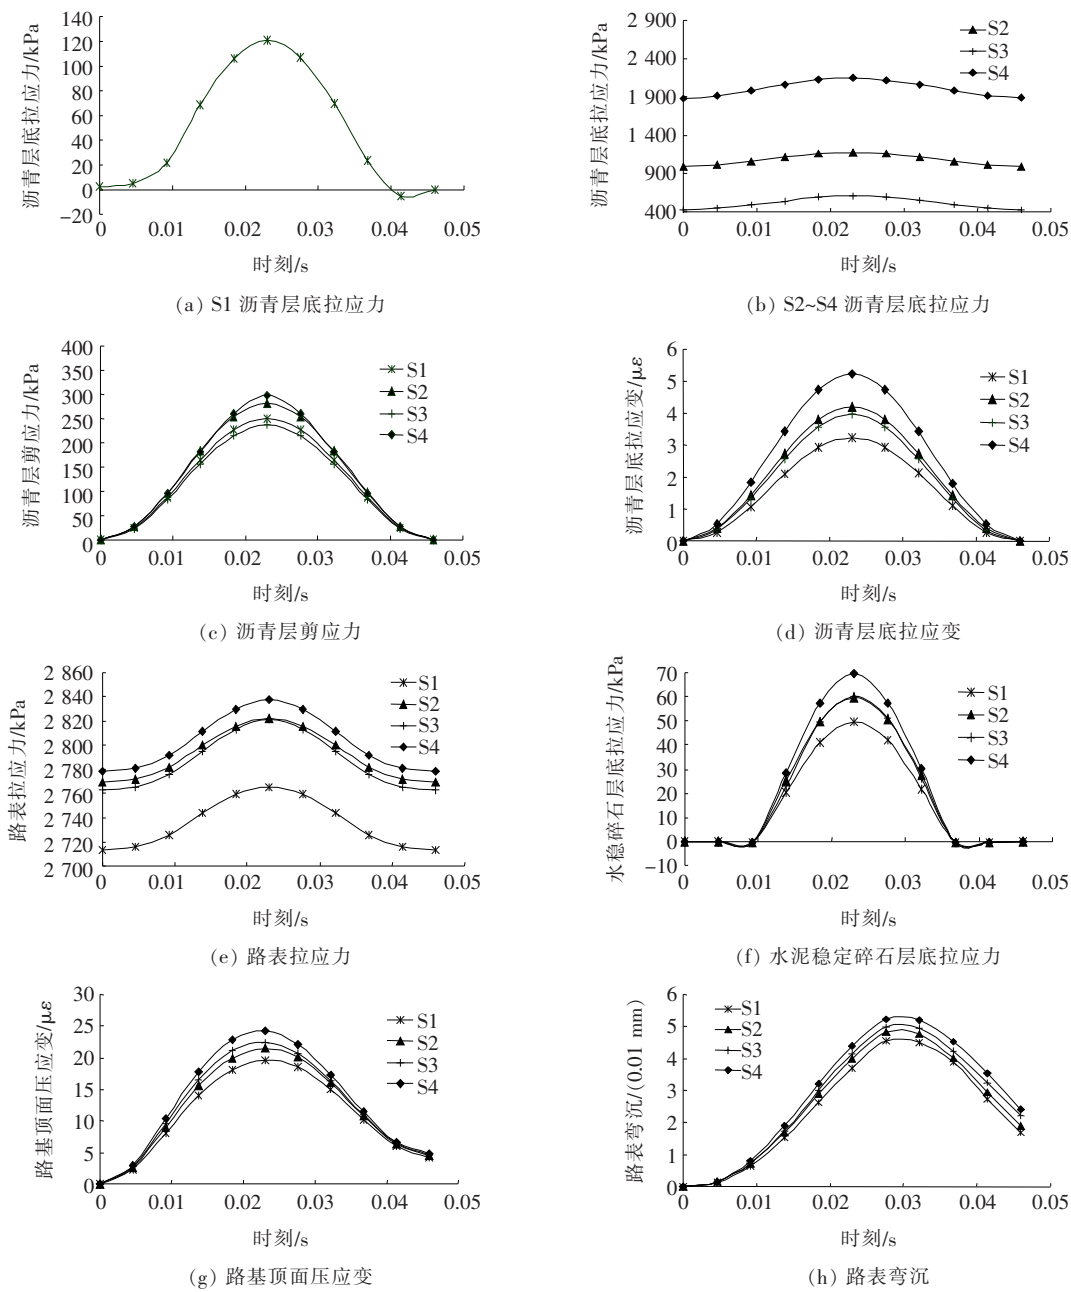 沥青层底拉应力/kPa
140
120
100
80
60
40
20
0
-20
0 0.01 0.02 0.03 0.04 0.05
时刻/s
(a) S1 沥青层底拉应力
沥青层底拉应力/kPa
2 900
2 400
1 900
1 400
900
400
S2
S3
S4
0 0.01 0.02 0.03 0.04 0.05
时刻/s
(b) S2~S4 沥青层底拉应力
沥青层剪应力/kPa
400
350
300
250
200
150
100
50
0
S1
S2
S3
S4
0 0.01 0.02 0.03 0.04 0.05
时刻/s
(c) 沥青层剪应力
沥青层底拉应变/με
6
5
4
3
2
1
0
S1
S2
S3
S4
0 0.01 0.02 0.03 0.04 0.05
时刻/s
(d) 沥青层底拉应变
路表拉应力/kPa
2 860
2 840
2 820
2 800
2 780
2 760
2 740
2 720
2 700
S1
S2
S3
S4
0 0.01 0.02 0.03 0.04 0.05
时刻/s
(e) 路表拉应力
水稳碎石层底拉应力/kPa
70
60
50
40
30
20
10
0
-10
S1
S2
S3
S4
0 0.01 0.02 0.03 0.04 0.05
时刻/s
(f) 水泥稳定碎石层底拉应力
路基顶面压应变/με
30
25
20
15
10
5
0
S1
S2
S3
S4
0 0.01 0.02 0.03 0.04 0.05
时刻/s
(g) 路基顶面压应变
路表弯沉/(0.01 mm)
6
5
4
3
2
1
0
S1
S2
S3
S4
0 0.01 0.02 0.03 0.04 0.05
时刻/s
(h) 路表弯沉